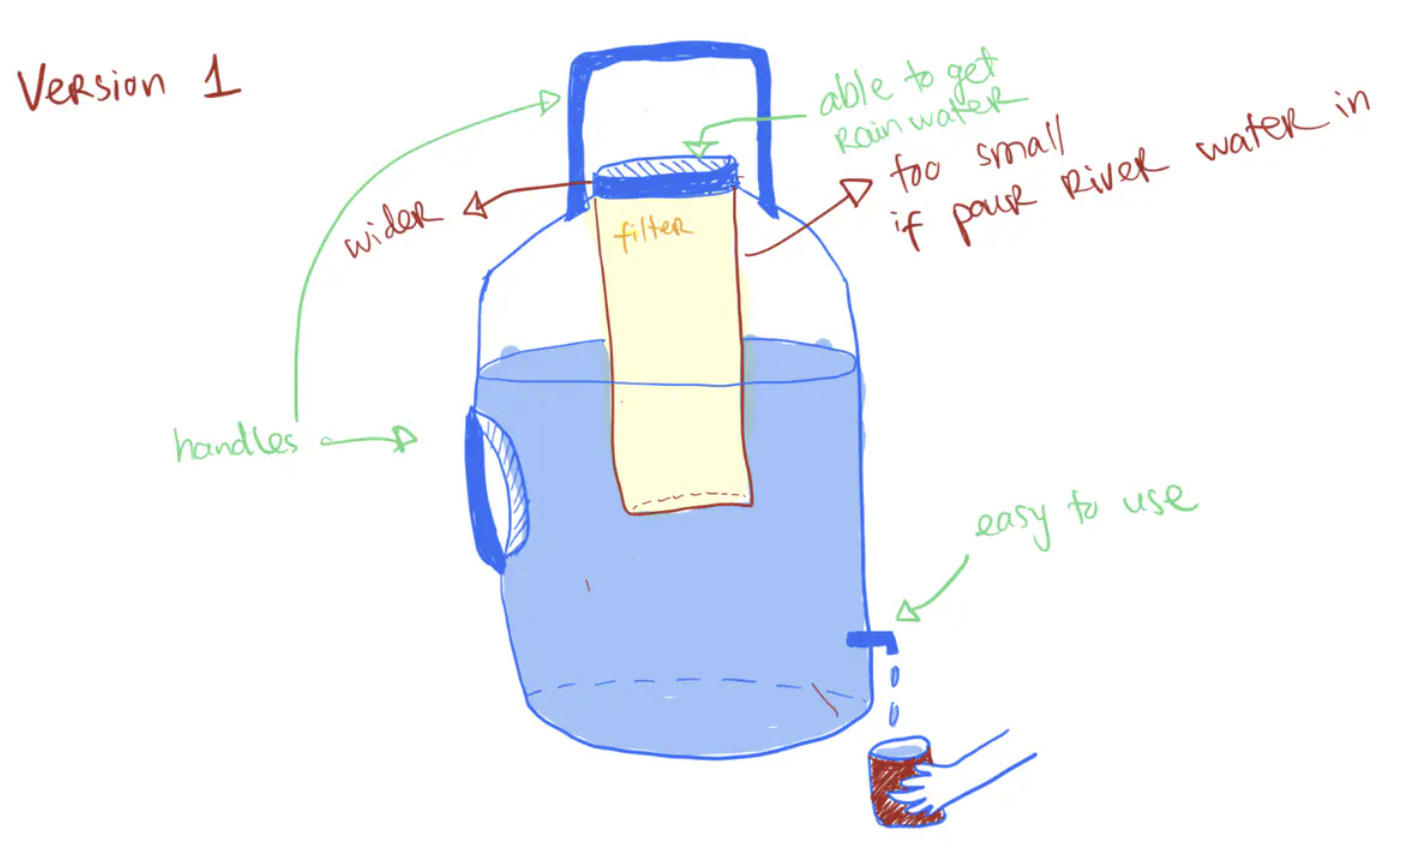 Version 1
able to get
Rain water
too small
if pour River water in
wider
filter
handles
easy to use